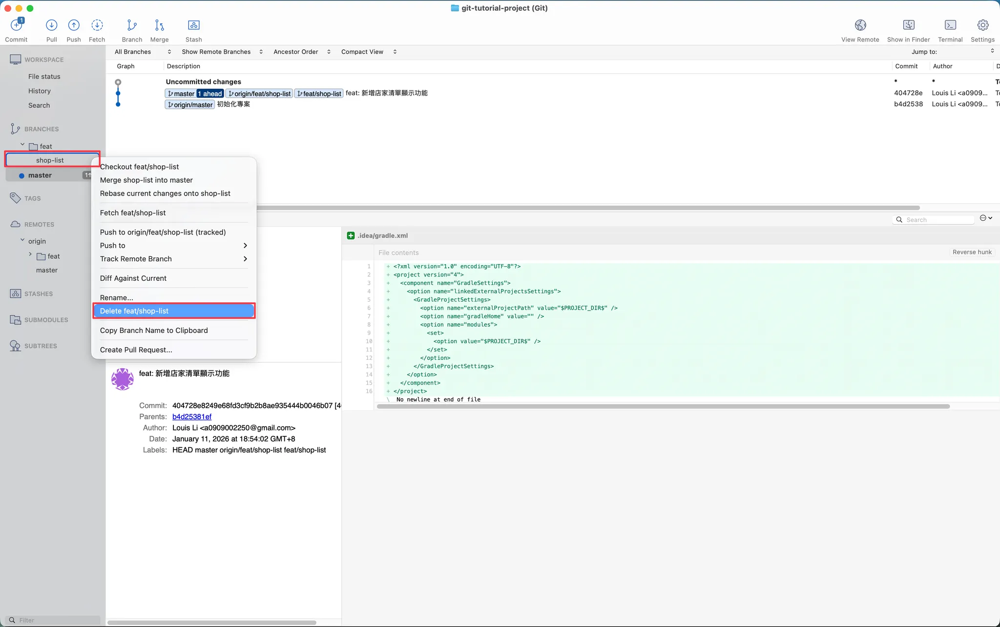 git-tutorial-project (Git)
1
Commit
Pull
Push
Fetch
Branch
Merge
Stash
View Remote
Show in Finder
Terminal
Settings
WORKSPACE
File status
History
Search
BRANCHES
feat
shop-list
master
1↑
TAGS
REMOTES
origin
feat
master
STASHES
SUBMODULES
SUBTREES
Filter
All Branches
Show Remote Branches
Ancestor Order
Compact View
Jump to:
Graph
Description
Commit
Author
D
Uncommitted changes * * To
master 1 ahead origin/feat/shop-list feat/shop-list feat: 新增店家清單顯示功能 404728e Louis Li <a0909... To
origin/master 初始化專案 b4d2538 Louis Li <a0909... To
Checkout feat/shop-list
Merge shop-list into master
Rebase current changes onto shop-list
Fetch feat/shop-list
Push to origin/feat/shop-list (tracked)
Push to
Track Remote Branch
Diff Against Current
Rename...
Delete feat/shop-list
Copy Branch Name to Clipboard
Create Pull Request...
Search
.idea/gradle.xml
File contents
Reverse hunk
1 + <?xml version="1.0" encoding="UTF-8"?>
2 + <project version="4">
3 + <component name="GradleSettings">
4 + <option name="linkedExternalProjectsSettings">
5 + <GradleProjectSettings>
6 + <option name="externalProjectPath" value="$PROJECT_DIR$" />
7 + <option name="gradleHome" value="" />
8 + <option name="modules">
9 + <set>
10 + <option value="$PROJECT_DIR$" />
11 + </set>
12 + </option>
13 + </GradleProjectSettings>
14 + </option>
15 + </component>
16 + </project>
\ No newline at end of file
feat: 新增店家清單顯示功能
Commit: 404728e8249e68fd3cf9b2b8ae935444b0046b07 [4
Parents: b4d25381ef
Author: Louis Li <a0909002250@gmail.com>
Date: January 11, 2026 at 18:54:02 GMT+8
Labels: HEAD master origin/feat/shop-list feat/shop-list